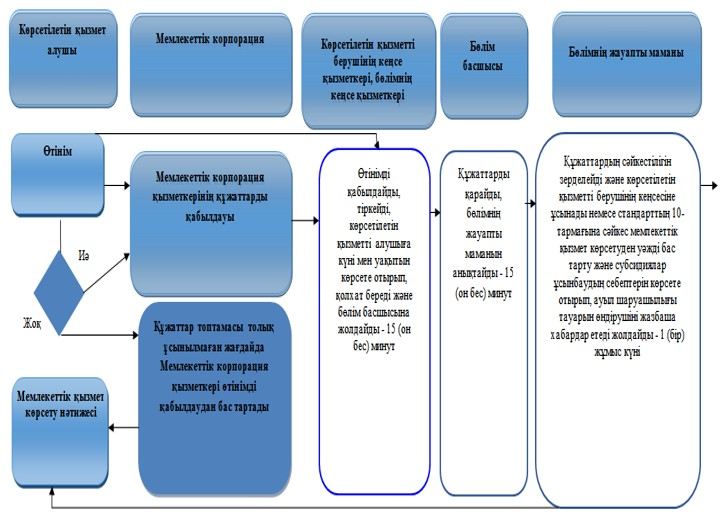 Көрсетілетін қызмет
алушы
Мемлекеттік корпорация
Көрсетілетін қызметті
берушінің кеңсе
қызметкері, бөлімнің
кеңсе қызметкері
Бөлім
басшысы
Бөлімнің жауапты маманы
Өтінім
Мемлекеттік корпорация
қызметкерінің құжаттарды
қабылдауы
Өтінімді
қабылдайды,
тіркейді,
көрсетілетін
қызметті алушыға
күні мен уақытын
көрсете отырып,
қолхат береді және
бөлім басшысына
жолдайды - 15 (он
бес) минут
Құжаттарды
қарайды,
бөлімнің
жауапты
маманын
анықтайды - 15
(он бес) минут
Құжаттардың сәйкестілігін
зерделейді және көрсетілетін
қызметті берушінің кеңсесіне
ұсынады немесе стандарттың 10-
тармағына сәйкес мемлекеттік
қызмет көрсетуден уәжді бас
тарту және субсидиялар
ұсынбаудың себептерін көрсете
отырып, ауыл шаруашылығы
тауарын өндірушіні жазбаша
хабардар етеді жолдайды - 1 (бір)
жұмыс күні
Иә
Жоқ
Құжаттар топтамасы толық
ұсынылмаған жағдайда
Мемлекеттік корпорация
қызметкері өтінімді
қабылдаудан бас тартады
Мемлекеттік қызмет
көрсету нәтижесі